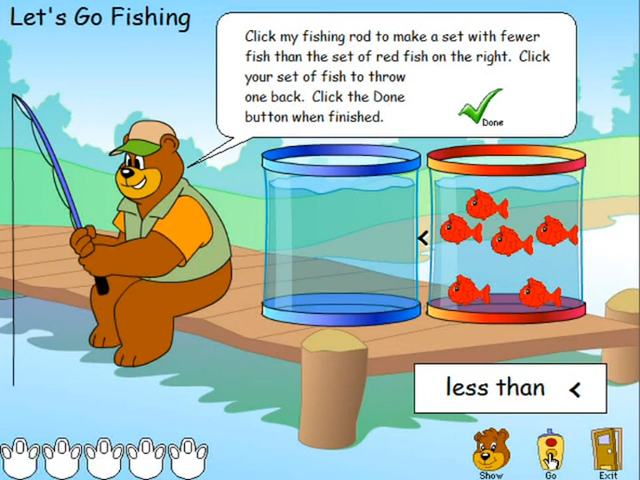 Let's Go Fishing
Click my fishing rod to make a set with fewer
fish than the set of red fish on the right. Click
your set of fish to throw
one back. Click the Done
button when finished.
Done
<
less than <
Show
Go
Exit